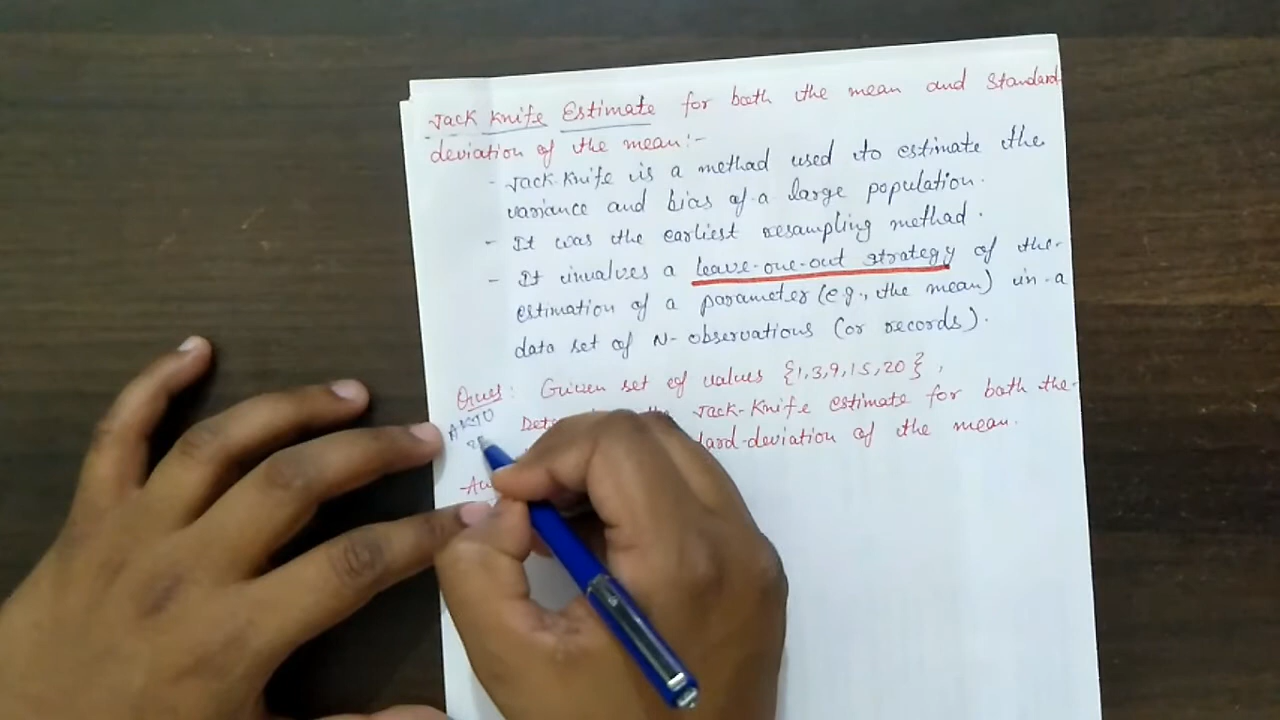 Jack Knife Estimate for both the mean and standard
deviation of the mean:-
- Jack-Knife is a method used to estimate the
variance and bias of a large population.
- It was the earliest resampling method.
- It involves a leave-one-out strategy of the
estimation of a parameter (e.g., the mean) in a
data set of N- observations (or records).
Ques: Given set of values {1,3,9,15,20},
AKTU Jack-Knife estimate for both the
deviation of the mean.